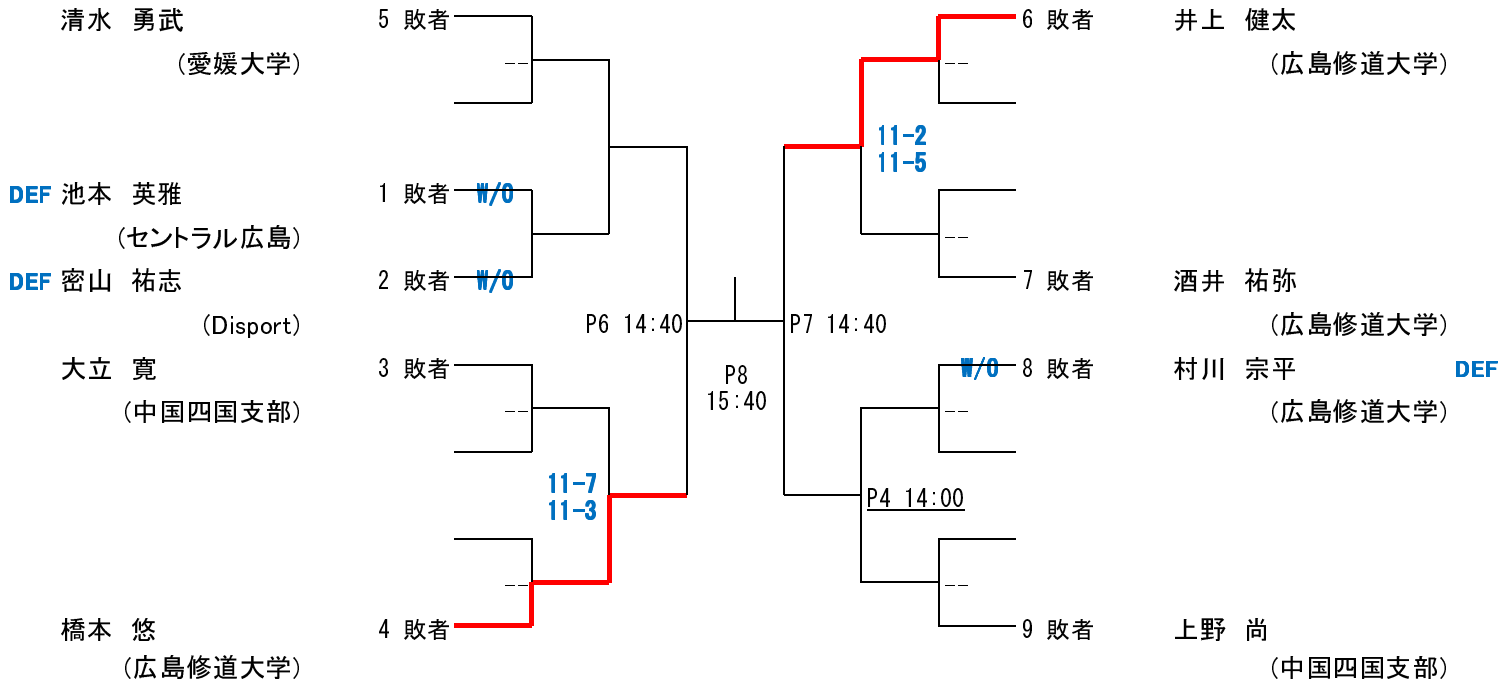 清水 勇武 5 敗者
(愛媛大学)
--
DEF 池本 英雅 1 敗者 W/O
(セントラル広島)
DEF 密山 祐志 2 敗者 W/O
(Disport)
P6 14:40
大立 寛 3 敗者
(中国四国支部)
--
11-7
11-3
--
橋本 悠 4 敗者
(広島修道大学)
P8
15:40
6 敗者 井上 健太
(広島修道大学)
--
11-2
11-5
--
7 敗者 酒井 祐弥
(広島修道大学)
P7 14:40
W/O 8 敗者 村川 宗平 DEF
(広島修道大学)
--
P4 14:00
--
9 敗者 上野 尚
(中国四国支部)